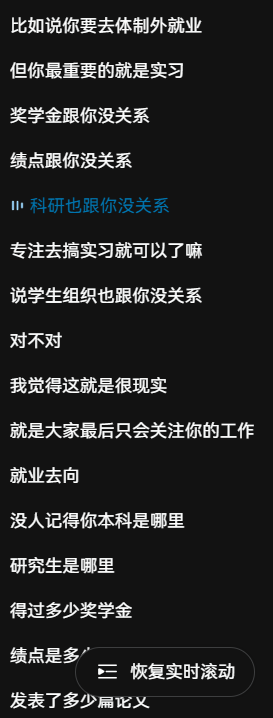 比如说你要去体制外就业
但你最重要的就是实习
奖学金跟你没关系
绩点跟你没关系
科研也跟你没关系
专注去搞实习就可以了嘛
说学生组织也跟你没关系
对不对
我觉得这就是很现实
就是大家最后只会关注你的工作
就业去向
没人记得你本科是哪里
研究生是哪里
得过多少奖学金
绩点是多
恢复实时滚动
发表了多少篇论文